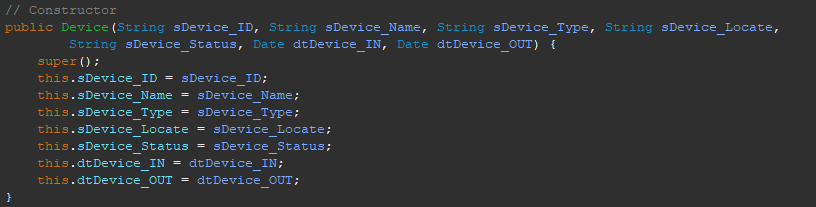 // Constructor
public Device(String sDevice_ID, String sDevice_Name, String sDevice_Type, String sDevice_Locate,
        String sDevice_Status, Date dtDevice_IN, Date dtDevice_OUT) {
    super();
    this.sDevice_ID = sDevice_ID;
    this.sDevice_Name = sDevice_Name;
    this.sDevice_Type = sDevice_Type;
    this.sDevice_Locate = sDevice_Locate;
    this.sDevice_Status = sDevice_Status;
    this.dtDevice_IN = dtDevice_IN;
    this.dtDevice_OUT = dtDevice_OUT;
}